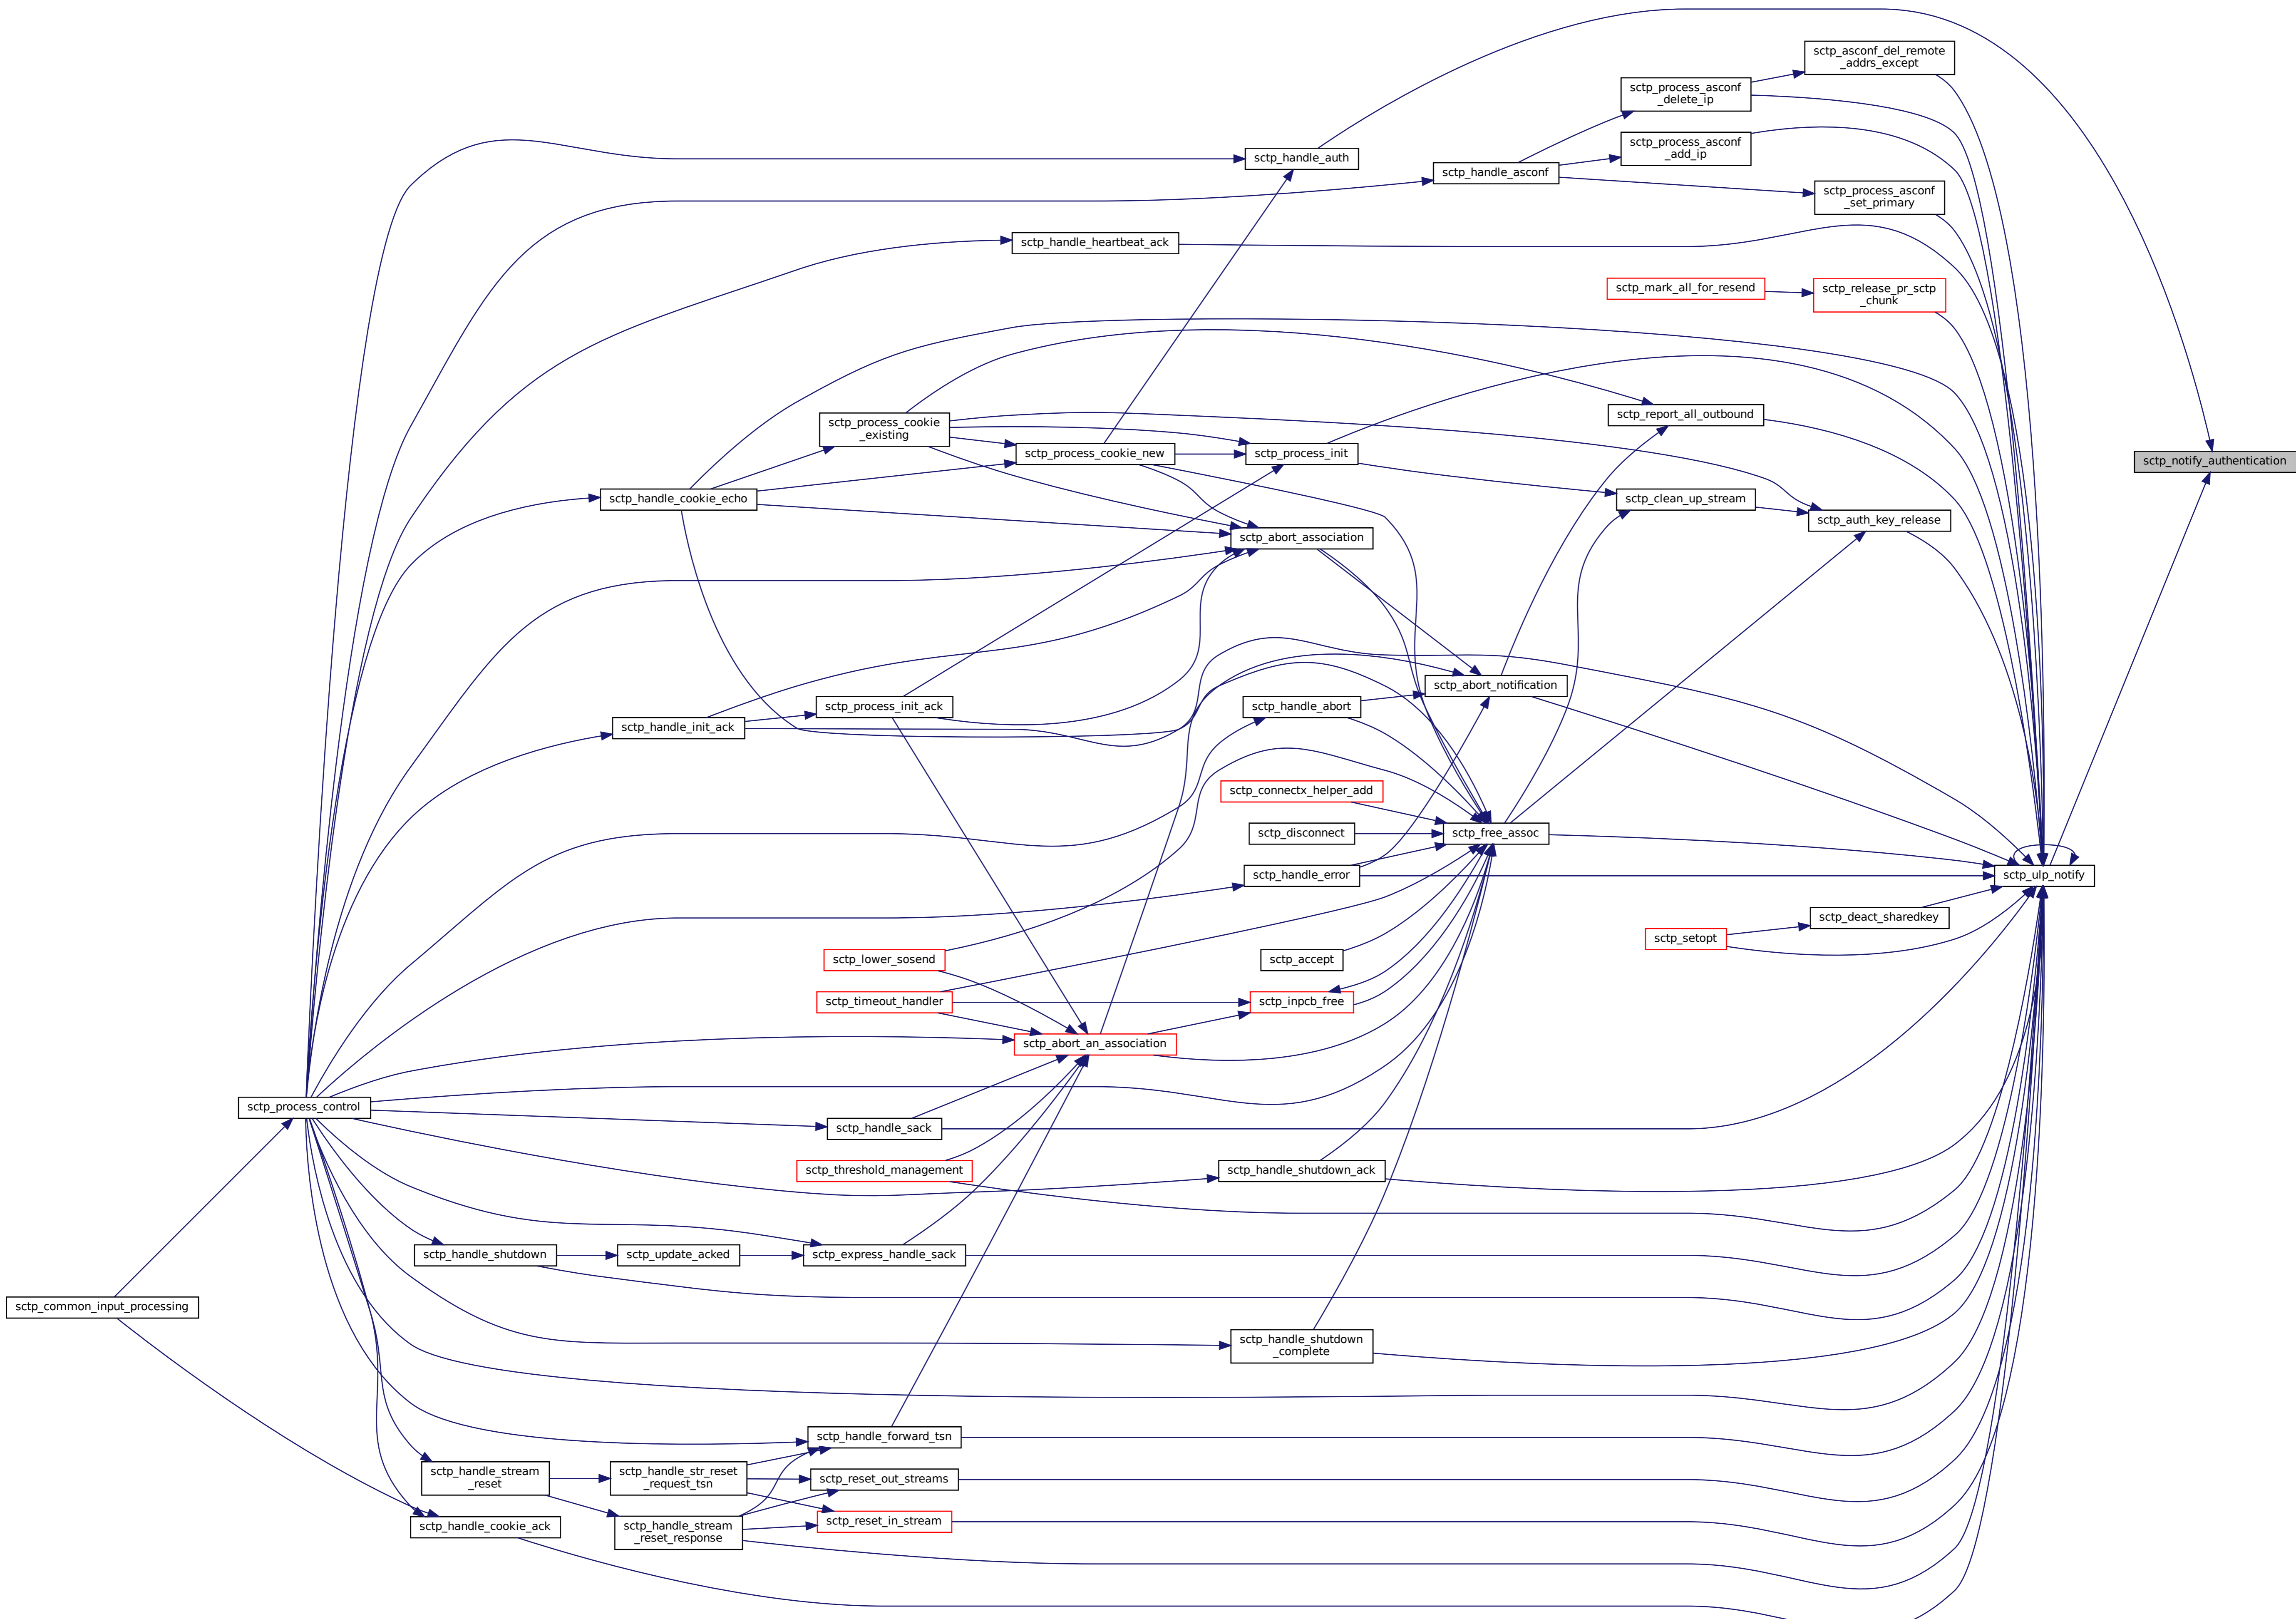 sctp_asconf_del_remote
_addrs_except
sctp_process_asconf
_delete_ip
sctp_process_asconf
_add_ip
sctp_handle_auth
sctp_handle_asconf
sctp_process_asconf
_set_primary
sctp_handle_heartbeat_ack
sctp_mark_all_for_resend
sctp_release_pr_sctp
_chunk
sctp_report_all_outbound
sctp_process_cookie
_existing
sctp_process_cookie_new
sctp_process_init
sctp_notify_authentication
sctp_handle_cookie_echo
sctp_clean_up_stream
sctp_auth_key_release
sctp_abort_association
sctp_abort_notification
sctp_process_init_ack
sctp_handle_abort
sctp_handle_init_ack
sctp_connectx_helper_add
sctp_disconnect
sctp_free_assoc
sctp_handle_error
sctp_ulp_notify
sctp_deact_sharedkey
sctp_setopt
sctp_lower_sosend
sctp_accept
sctp_timeout_handler
sctp_inpcb_free
sctp_abort_an_association
sctp_process_control
sctp_handle_sack
sctp_threshold_management
sctp_handle_shutdown_ack
sctp_handle_shutdown
sctp_update_acked
sctp_express_handle_sack
sctp_common_input_processing
sctp_handle_shutdown
_complete
sctp_handle_forward_tsn
sctp_handle_stream
_reset
sctp_handle_str_reset
_request_tsn
sctp_reset_out_streams
sctp_handle_cookie_ack
sctp_handle_stream
_reset_response
sctp_reset_in_stream